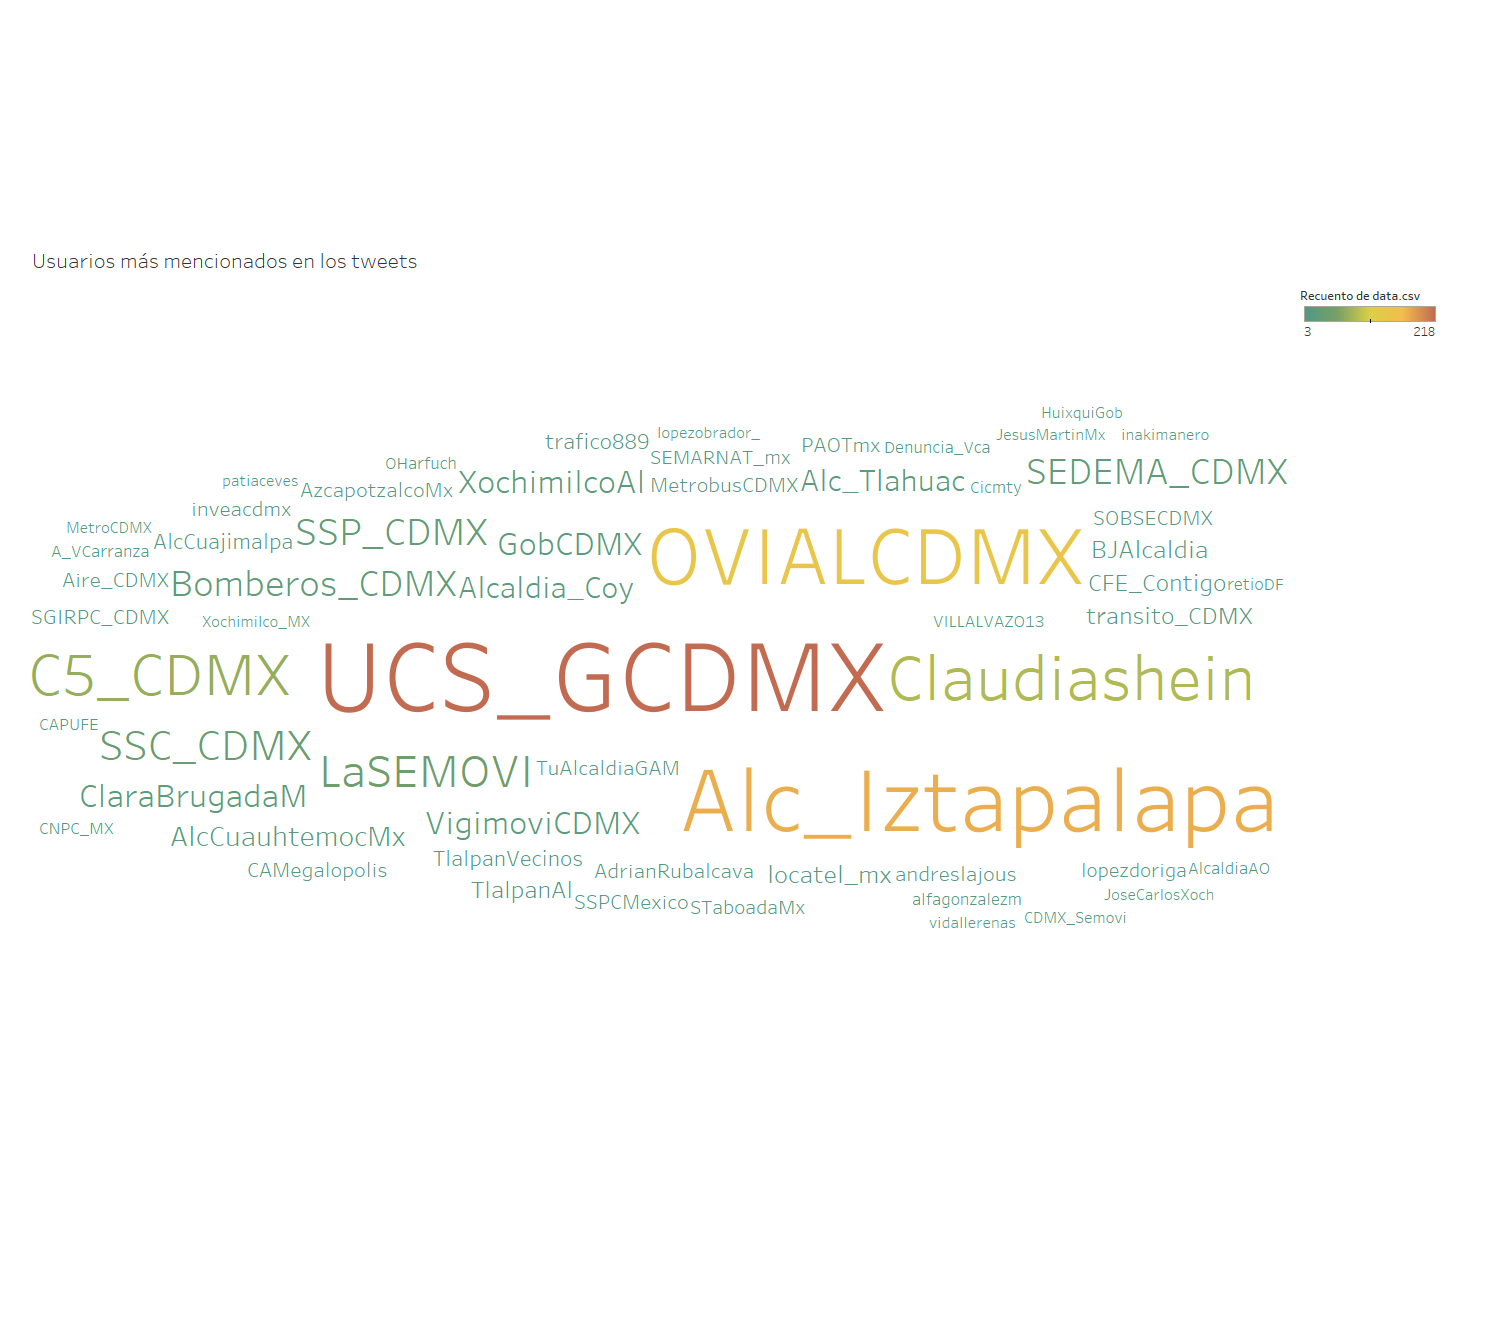 Usuarios más mencionados en los tweets
Recuento de data.csv
3 218
HuixquiGob
trafico889 lopezobrador_ JesusMartinMx inakimanero
PAOTmx Denuncia_Vca
OHarfuch SEMARNAT_mx
patiaceves AzcapotzalcoMx XochimilcoAl MetrobusCDMX Alc_Tlahuac Cicmty SEDEMA_CDMX
inveacdmx
MetroCDMX SSP_CDMX GobCDMX OVIALCDMX SOBSECDMX
A_VCarranza AlcCuajimalpa BJAlcaldia
Aire_CDMX Bomberos_CDMX Alcaldia_Coy CFE_Contigo retioDF
SGIRPC_CDMX Xochimilco_MX VILLALVAZO13 transito_CDMX
C5_CDMX UCS_GCDMX Claudiashein
CAPUFE
SSC_CDMX LaSEMOVI TuAlcaldiaGAM
ClaraBrugadaM Alc_Iztapalapa
CNPC_MX AlcCuauhtemocMx VigimoviCDMX
CAMegalopolis TlalpanVecinos AdrianRubalcava locatel_mx andreslajous lopezdoriga AlcaldiaAO
TlalpanAl SSPCMexico STaboadaMx alfagonzalezm JoseCarlosXoch
vidallerenas CDMX_Semovi